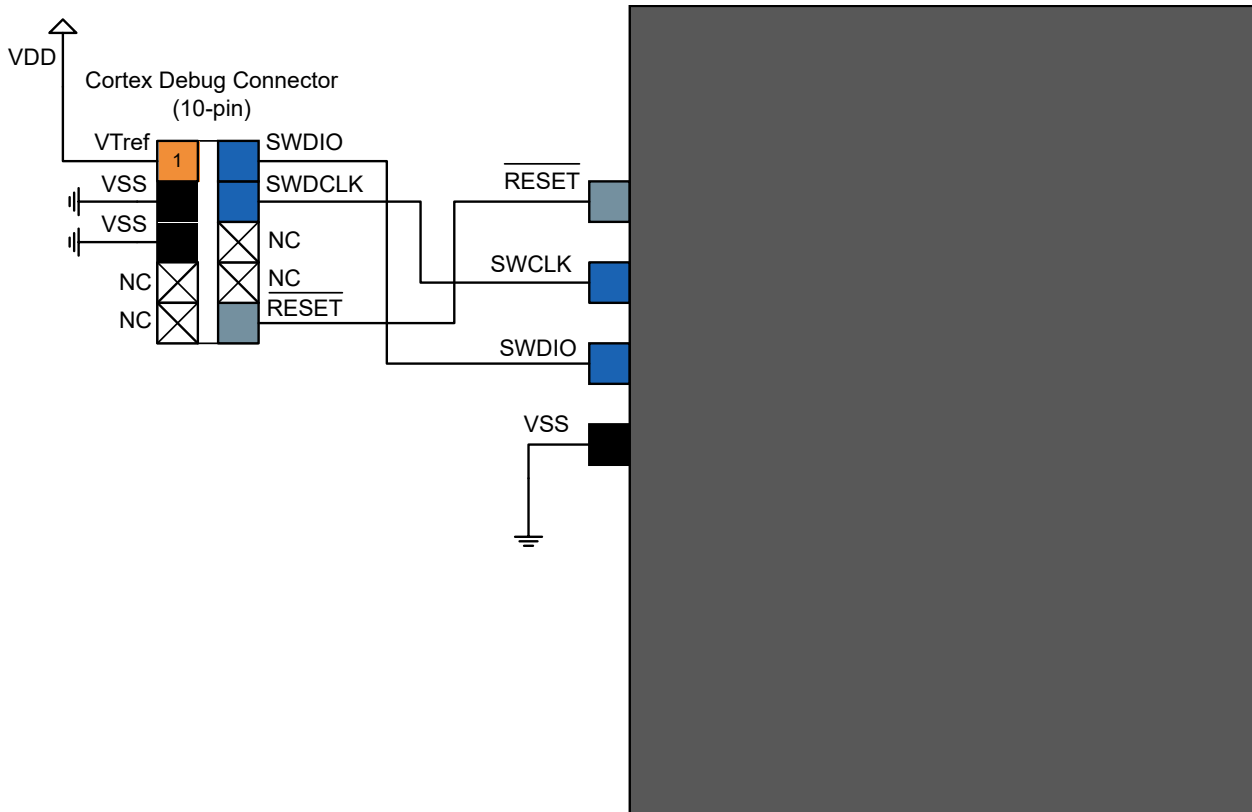 VDD
Cortex Debug Connector
(10-pin)
VTref
1
SWDIO
VSS
SWDCLK
VSS
NC
NC
NC
NC
RESET
RESET
SWCLK
SWDIO
VSS